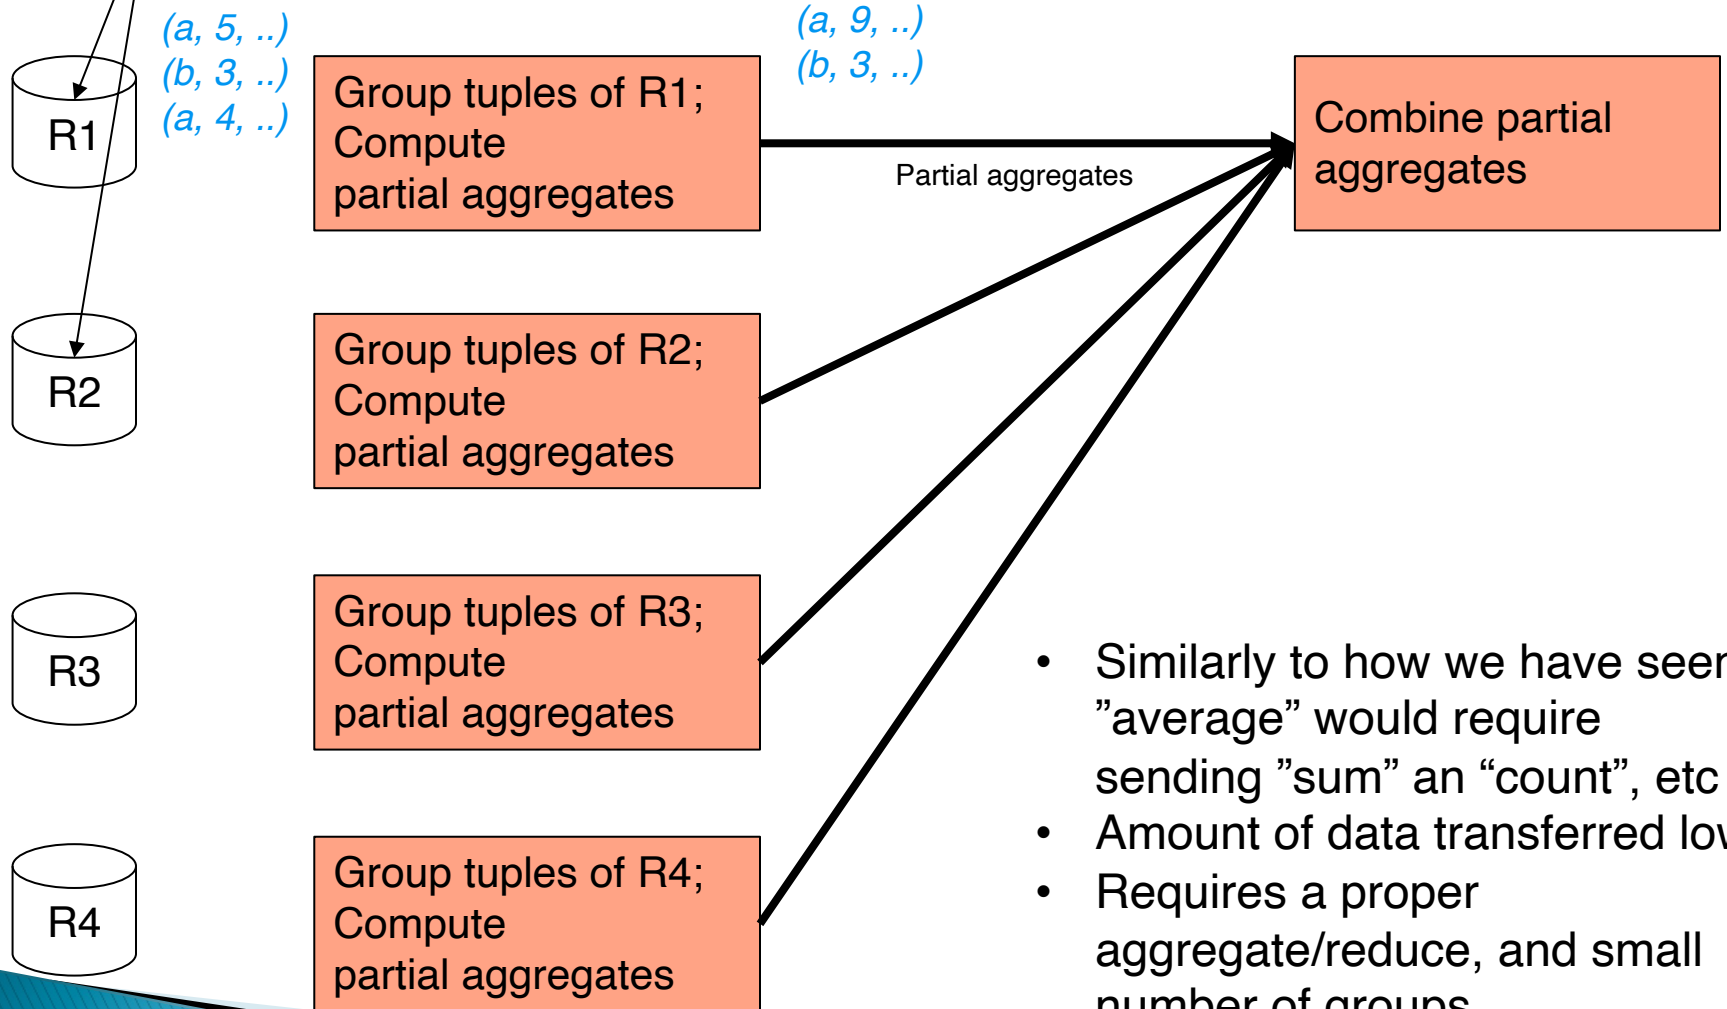 (a, 5, ..)
(b, 3, ..)
(a, 4, ..)
(a, 9, ..)
(b, 3, ..)
R1
Group tuples of R1;
Compute
partial aggregates
Partial aggregates
Combine partial
aggregates
R2
Group tuples of R2;
Compute
partial aggregates
R3
Group tuples of R3;
Compute
partial aggregates
R4
Group tuples of R4;
Compute
partial aggregates
• Similarly to how we have seen
”average” would require
sending ”sum” an “count”, etc
• Amount of data transferred low
• Requires a proper
aggregate/reduce, and small
number of groups